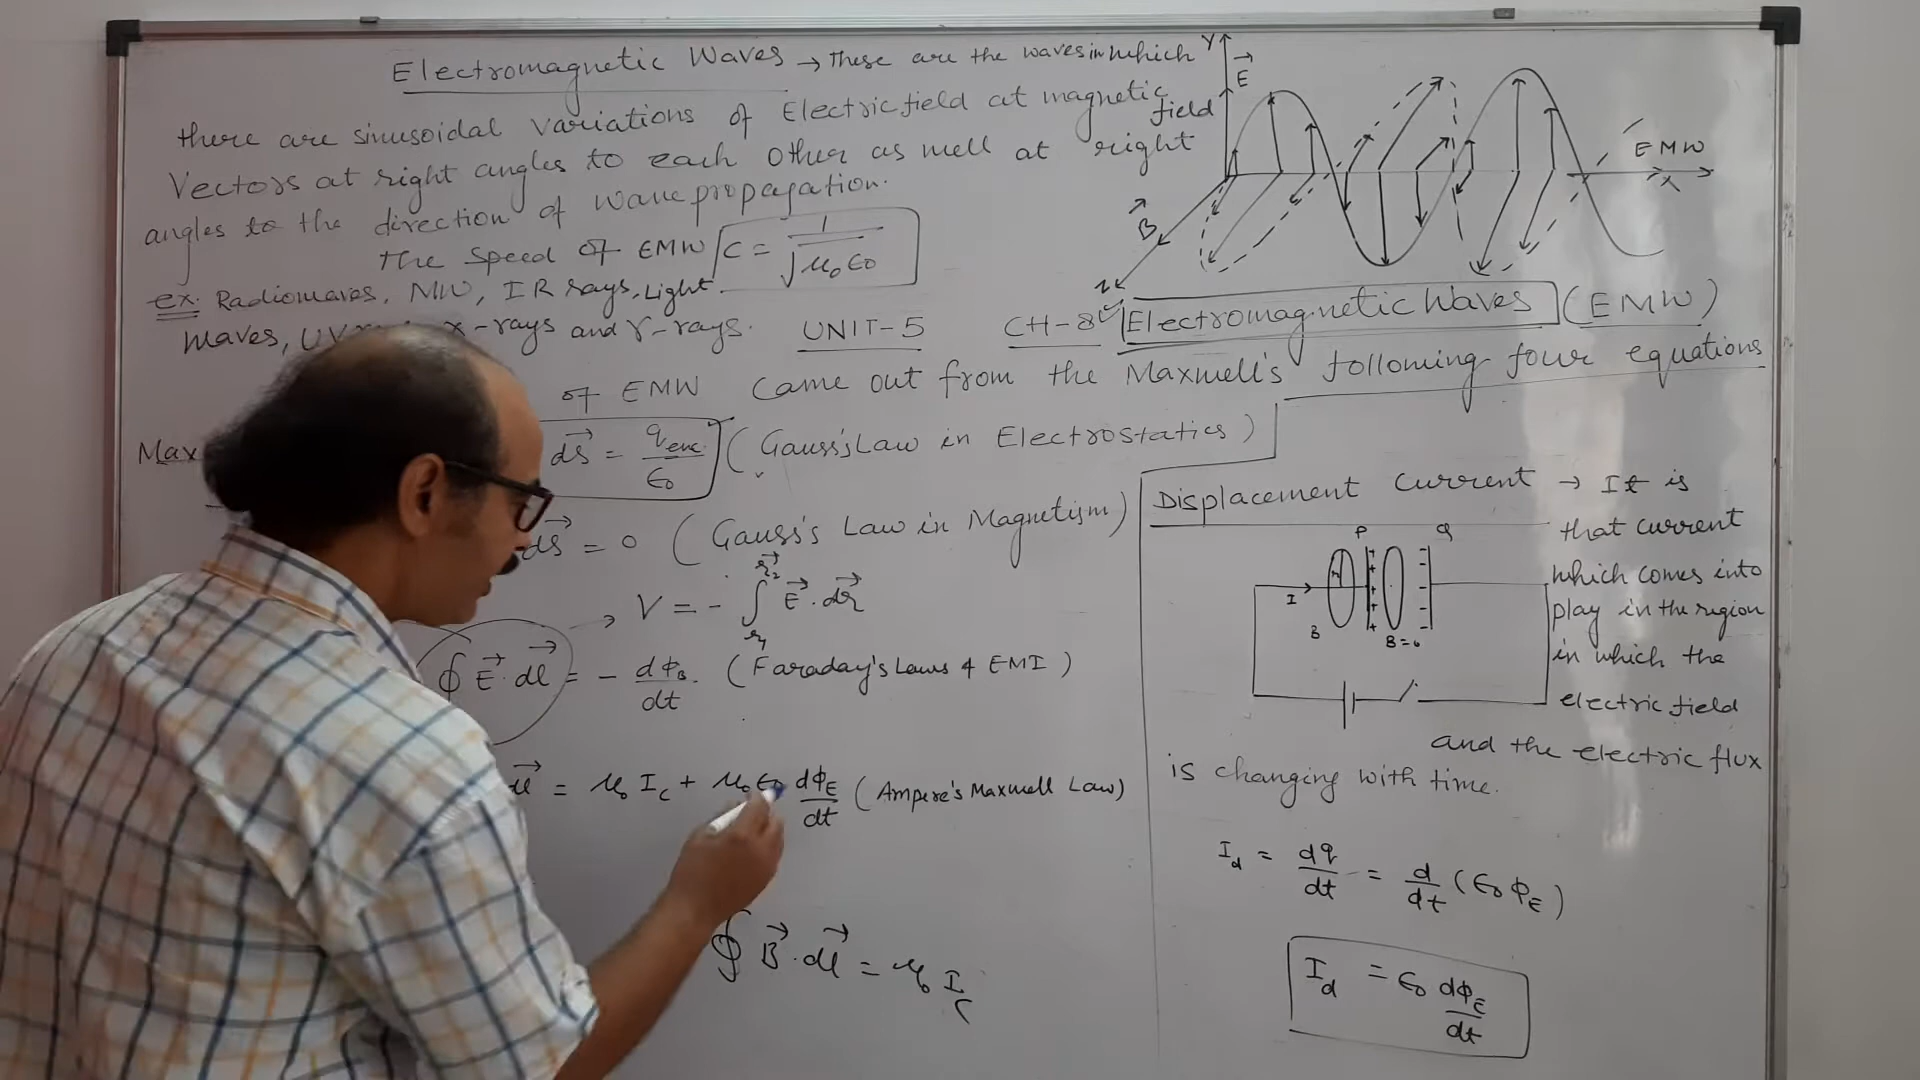 Electromagnetic Waves → These are the waves in which
there are sinusoidal variations of Electric field at magnetic field
Vectors at right angles to each other as well at right
angles to the direction of wave propagation.
the speed of EMW C = 1/√μ₀ε₀
ex: Radiowaves, MW, IR rays, Light
waves, UV x-rays and γ-rays.
Y
E⃗
B⃗
EMW
X
Z
UNIT-5 CH-8 Electromagnetic Waves (EMW)
of EMW Came out from the Maxwell's following four equations
Max
ds⃗ = q_enc/ε₀ (Gauss's Law in Electrostatics)
ds⃗ = 0 (Gauss's Law in Magnetism)
→ V = - ∫ E⃗.dr⃗
r⃗₂
r⃗₁
∮ E⃗.dl⃗ = - dϕ_B/dt. (Faraday's Laws of EMI)
dl⃗ = μ₀ I_c + μ₀ε₀ dϕ_E/dt (Ampere's Maxwell Law)
∮ B⃗.dl⃗ = μ₀ I_c
Displacement Current → It is
that current
which comes into
play in the region
in which the
electric field
and the electric flux
is changing with time.
P Q
I
r
B
B=0
I_d = dq/dt = d/dt (ε₀ ϕ_E)
I_d = ε₀ dϕ_E/dt